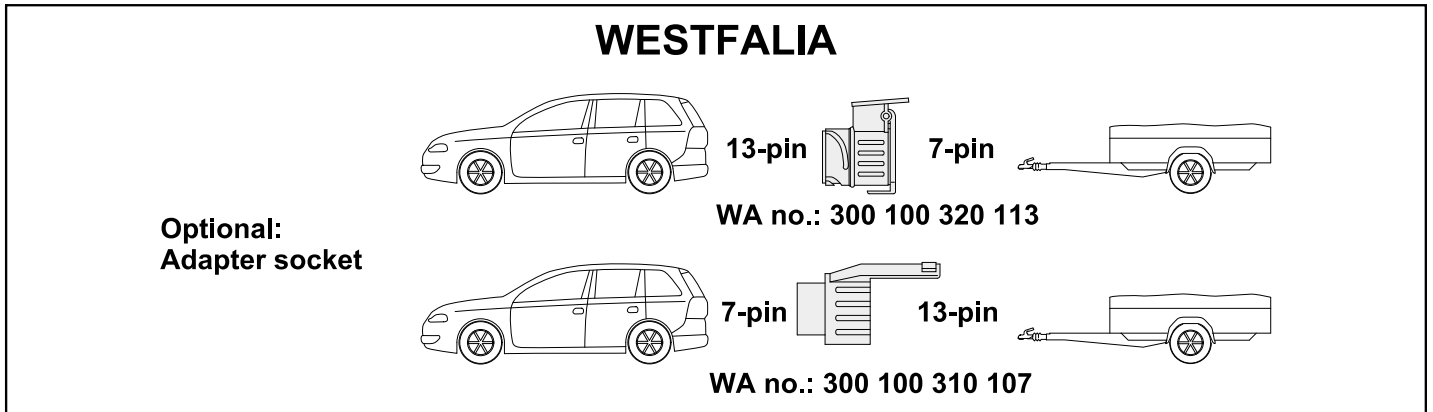 WESTFALIA
13-pin 7-pin
WA no.: 300 100 320 113
Optional:
Adapter socket
7-pin 13-pin
WA no.: 300 100 310 107